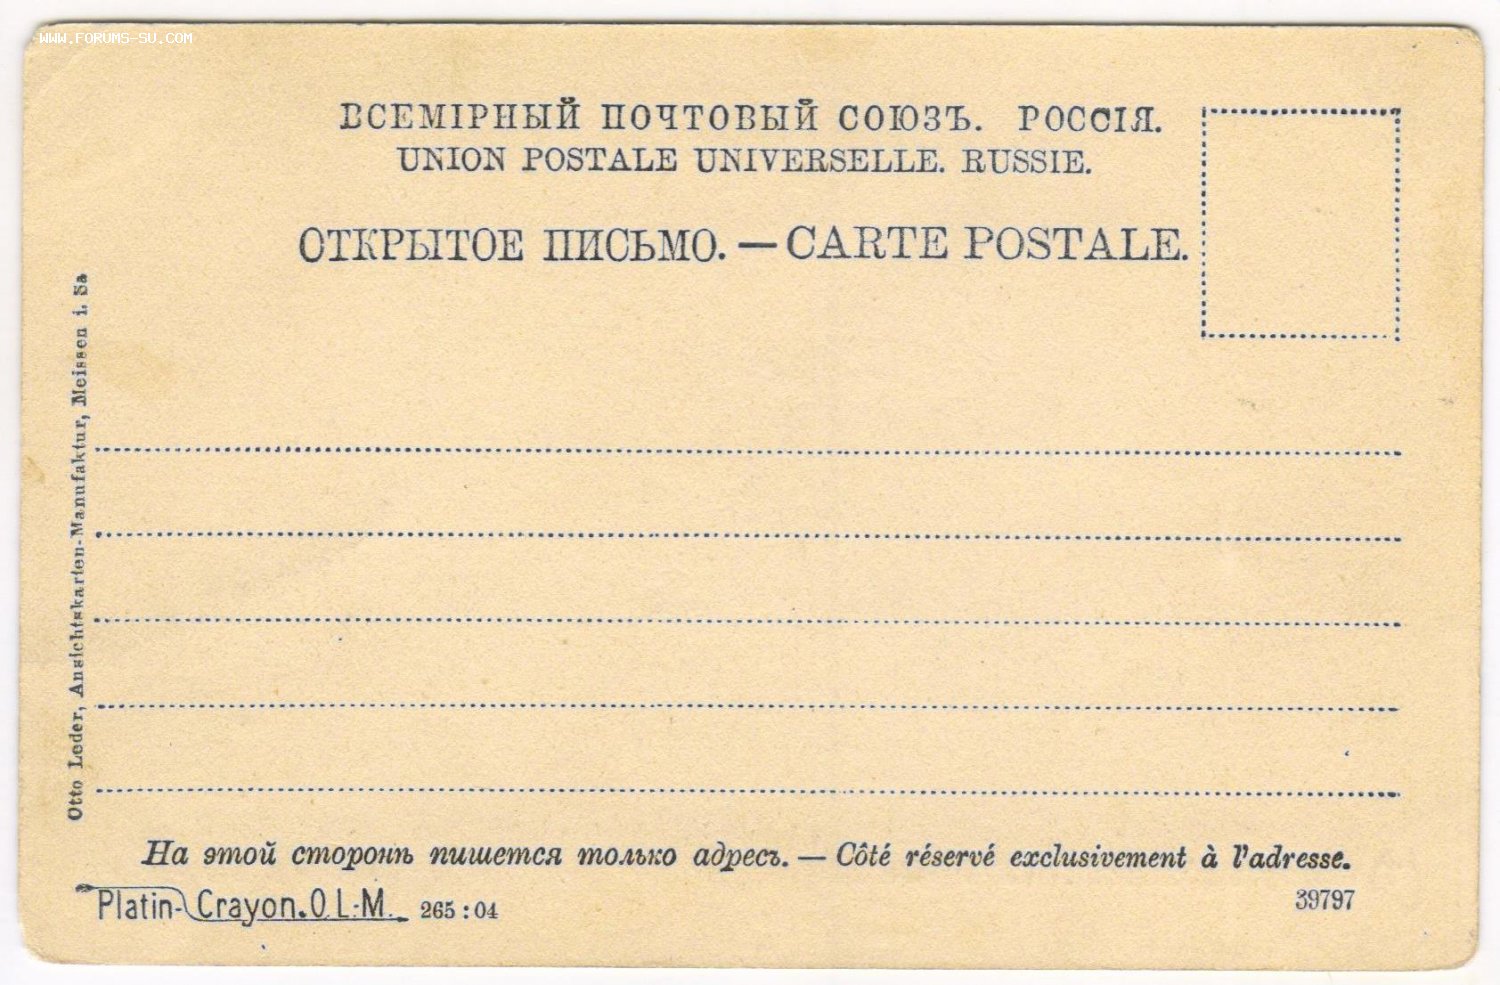 WWW.FORUMS-SU.COM
ВСЕМІРНЫЙ ПОЧТОВЫЙ СОЮЗЪ. РОССІЯ.
UNION POSTALE UNIVERSELLE. RUSSIE.
ОТКРЫТОЕ ПИСЬМО. — CARTE POSTALE.
Otto Leder, Ansichtskarten-Manufaktur, Meissen i. Sa
На этой сторонѣ пишется только адресъ. — Côté réservé exclusivement à l'adresse.
Platin-Crayon. O. L. M. 265 : 04
39797